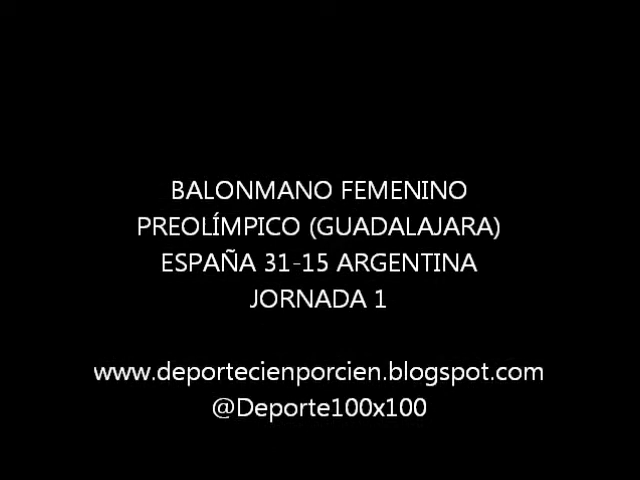 BALONMANO FEMENINO
PREOLÍMPICO (GUADALAJARA)
ESPAÑA 31-15 ARGENTINA
JORNADA 1
www.deportecienporcien.blogspot.com
@Deporte100x100